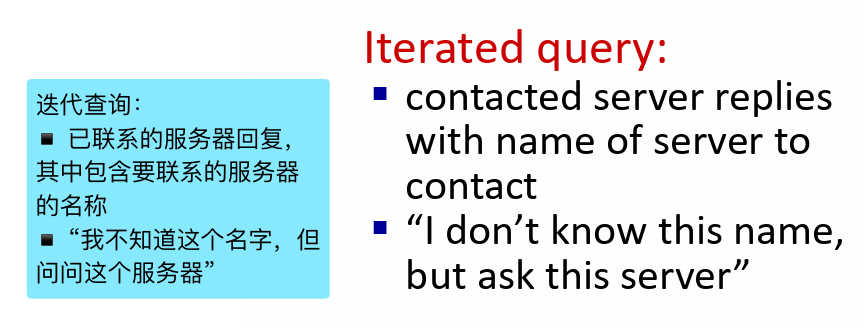 迭代查询：
▪ 已联系的服务器回复，
其中包含要联系的服务器
的名称
▪ “我不知道这个名字，但
问问这个服务器”
Iterated query:
▪ contacted server replies
with name of server to
contact
▪ “I don’t know this name,
but ask this server”